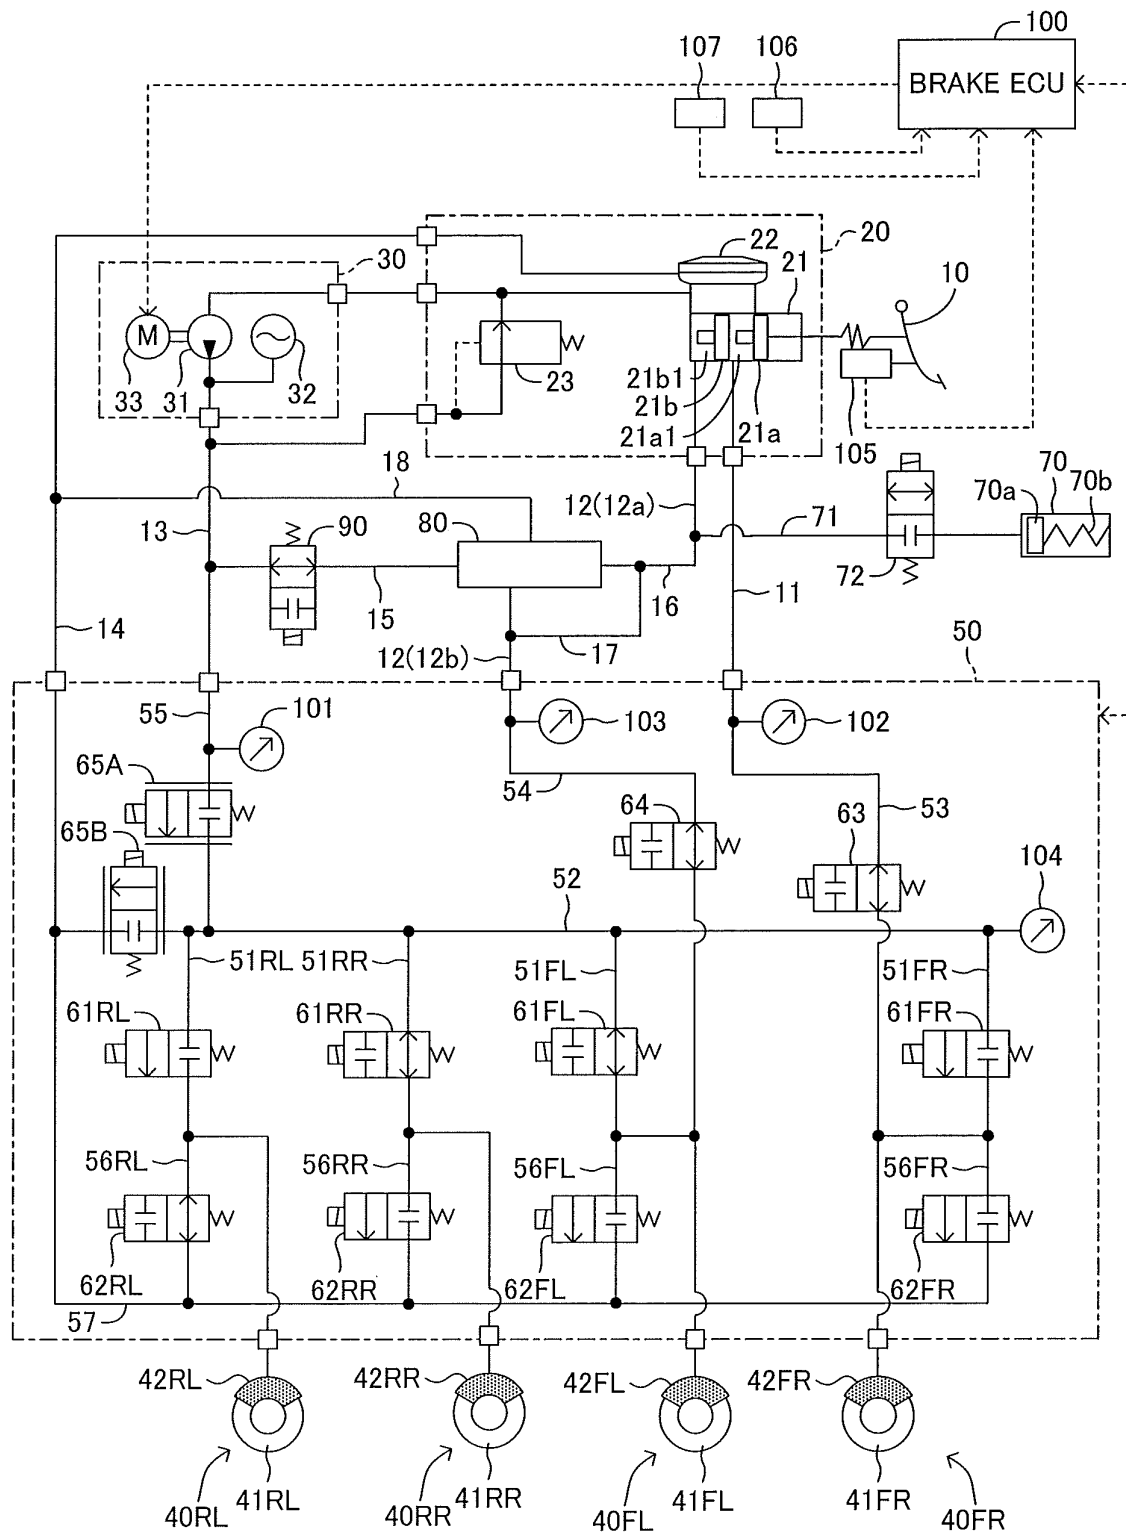 100
107
106
BRAKE ECU
20
22
30
21
10
M
33
31
32
23
21b1
21b
21a1
21a
105
18
70
70a
70b
12(12a)
13
90
80
71
72
15
16
11
14
17
12(12b)
50
55
101
103
102
65A
54
64
53
65B
63
52
104
51RL
51RR
51FL
51FR
61RL
61RR
61FL
61FR
56RL
56RR
56FL
56FR
62RL
62RR
62FL
62FR
57
42RL
42RR
42FL
42FR
41RL
41RR
41FL
41FR
40RL
40RR
40FL
40FR